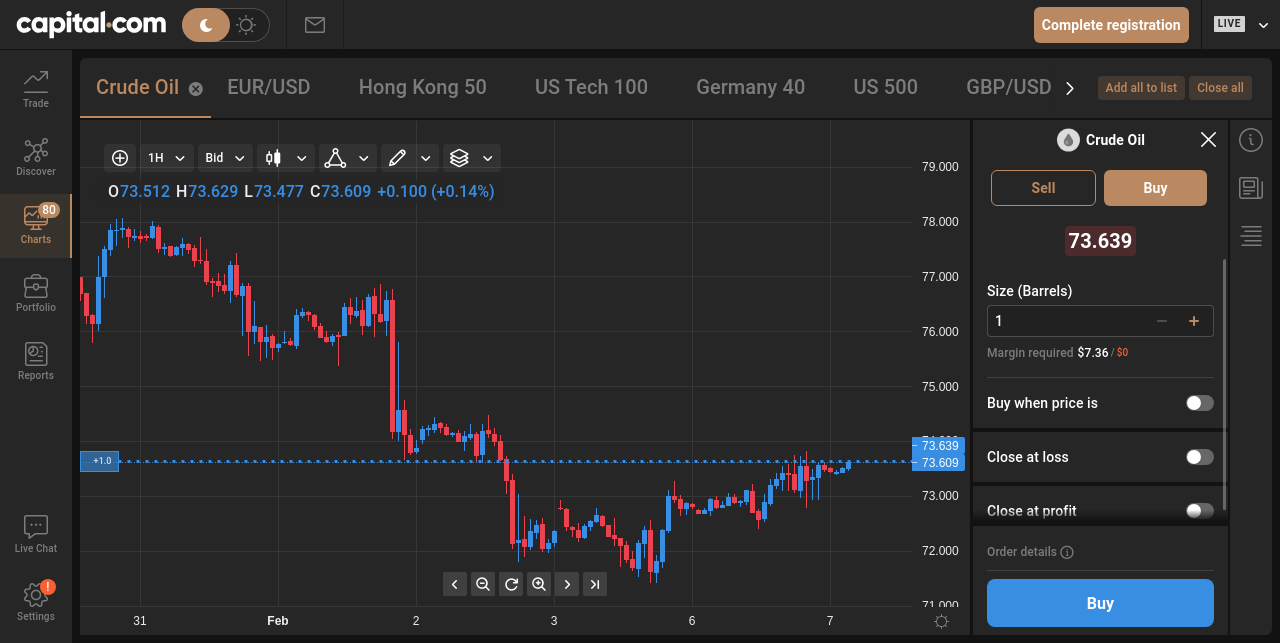 capital.com
Complete registration
LIVE
Trade
Discover
80
Charts
Portfolio
Reports
Live Chat
!
Settings
Crude Oil
EUR/USD
Hong Kong 50
US Tech 100
Germany 40
US 500
GBP/USD
Add all to list
Close all
1H
Bid
O73.512 H73.629 L73.477 C73.609 +0.100 (+0.14%)
79.000
78.000
77.000
76.000
75.000
73.639
+1.0
73.609
73.000
72.000
71.000
31
Feb
2
3
6
7
Crude Oil
Sell
Buy
73.639
Size (Barrels)
1
Margin required $7.36 / $0
Buy when price is
Close at loss
Close at profit
Order details
Buy